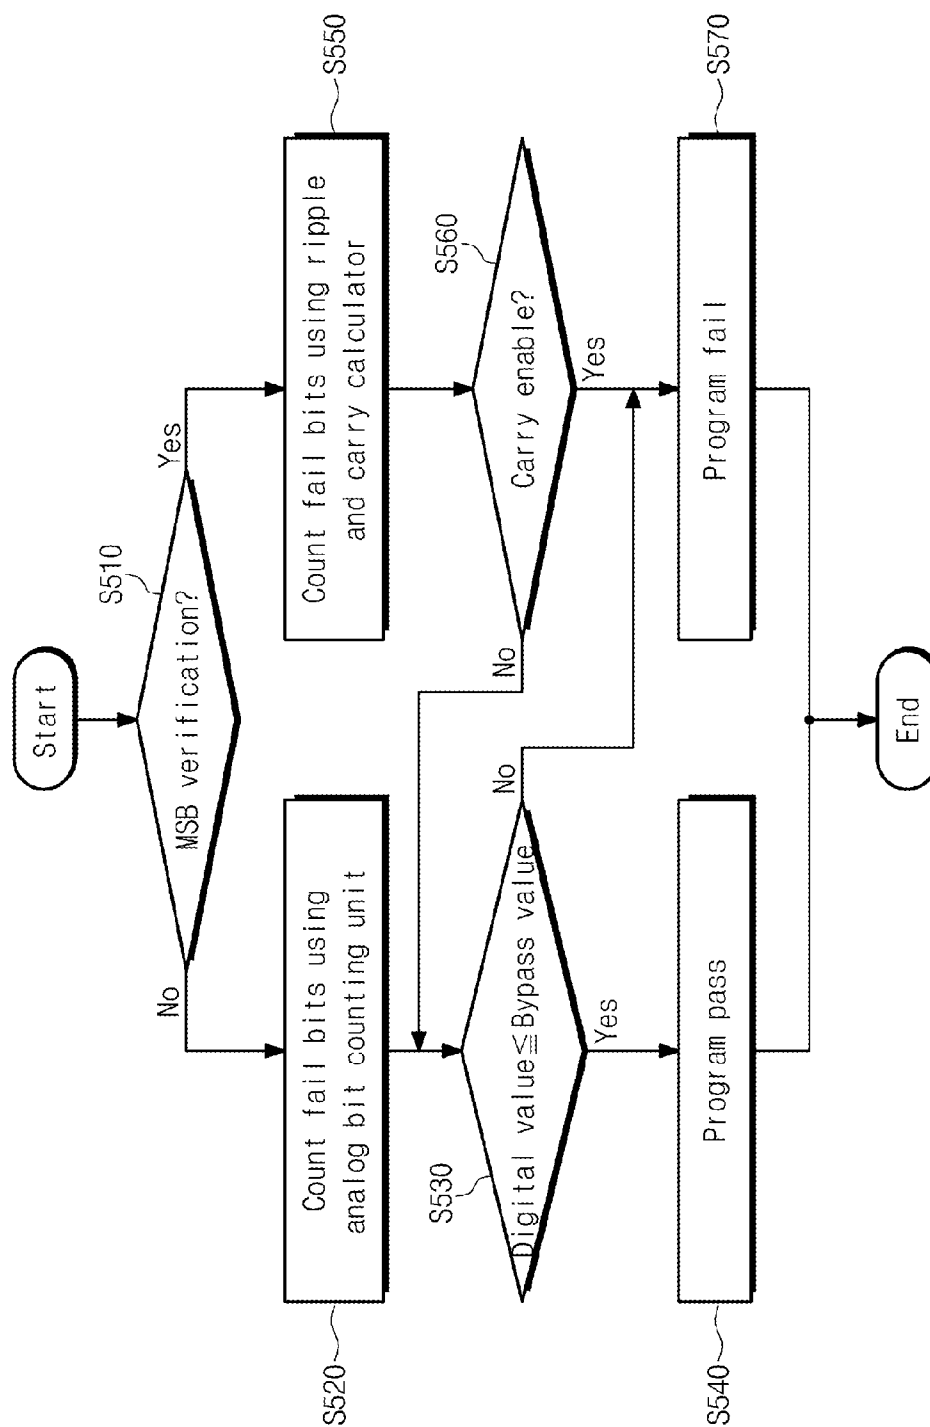 Start
S510
MSB verification?
No
Yes
S520
Count fail bits using
analog bit counting unit
S550
Count fail bits using ripple
and carry calculator
S530
Digital value≦Bypass value
No
Yes
S560
Carry enable?
No
Yes
S540
Program pass
S570
Program fail
End